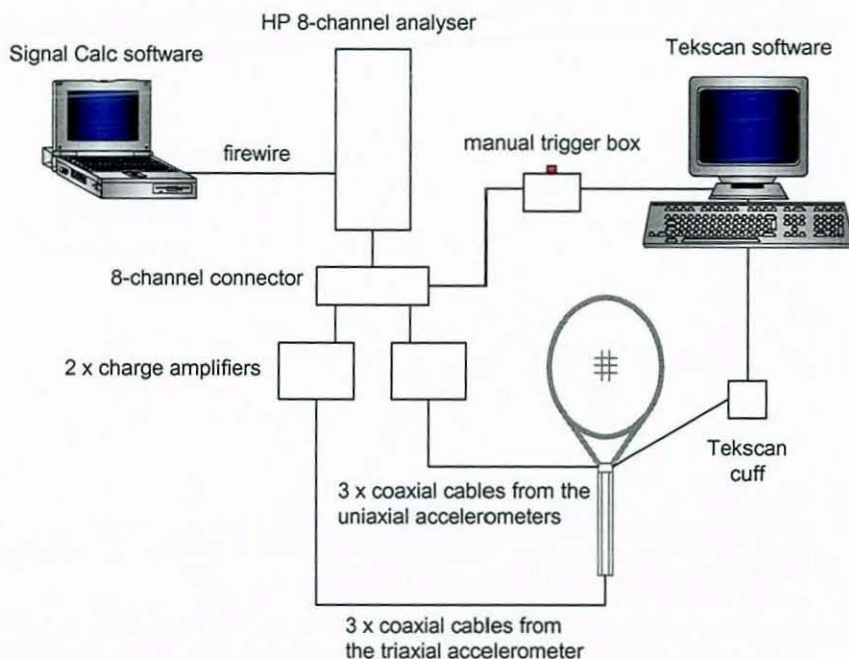 HP 8-channel analyser
Signal Calc software
Tekscan software
firewire
manual trigger box
8-channel connector
2 x charge amplifiers
Tekscan
cuff
3 x coaxial cables from the
uniaxial accelerometers
3 x coaxial cables from
the triaxial accelerometer